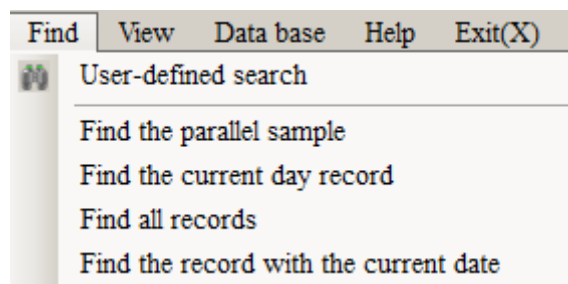 Find View Data base Help Exit(X)
User-defined search
Find the parallel sample
Find the current day record
Find all records
Find the record with the current date